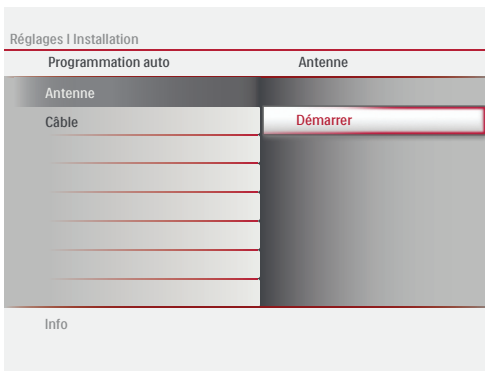 Réglages I Installation
Programmation auto Antenne
Antenne
Câble Démarrer
Info